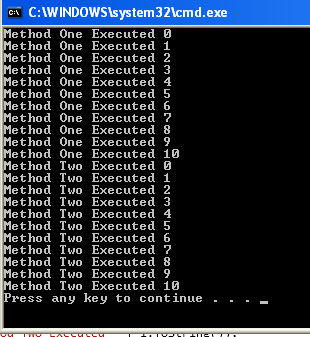 C:\WINDOWS\system32\cmd.exe
Method One Executed 0
Method One Executed 1
Method One Executed 2
Method One Executed 3
Method One Executed 4
Method One Executed 5
Method One Executed 6
Method One Executed 7
Method One Executed 8
Method One Executed 9
Method One Executed 10
Method Two Executed 0
Method Two Executed 1
Method Two Executed 2
Method Two Executed 3
Method Two Executed 4
Method Two Executed 5
Method Two Executed 6
Method Two Executed 7
Method Two Executed 8
Method Two Executed 9
Method Two Executed 10
Press any key to continue . . . _